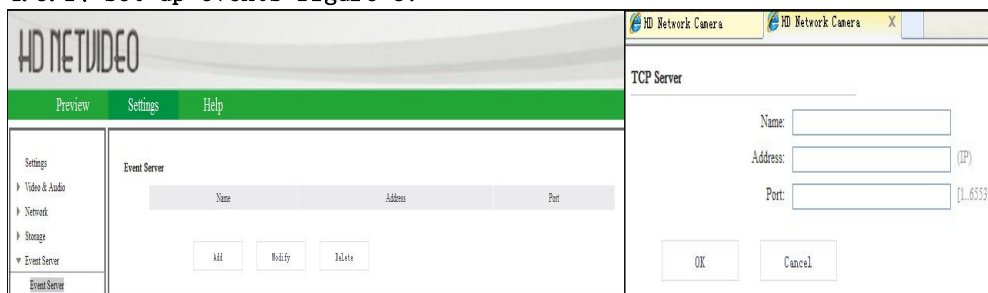 HD NETVIDEO
Preview Settings Help
Settings
Video & Audio
Network
Storage
Event Server
Event Server
Event Server
Name Address Port
Add Modify Delete
HD Network Camera HD Network Camera X
TCP Server
Name:
Address: (IP)
Port: [1..6553
OK Cancel